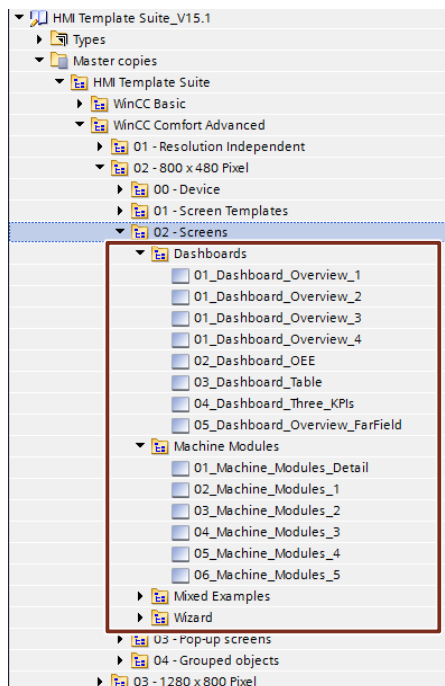 HMI Template Suite_V15.1
Types
Master copies
HMI Template Suite
WinCC Basic
WinCC Comfort Advanced
01 - Resolution Independent
02 - 800 x 480 Pixel
00 - Device
01 - Screen Templates
02 - Screens
Dashboards
01_Dashboard_Overview_1
01_Dashboard_Overview_2
01_Dashboard_Overview_3
01_Dashboard_Overview_4
02_Dashboard_OEE
03_Dashboard_Table
04_Dashboard_Three_KPIs
05_Dashboard_Overview_FarField
Machine Modules
01_Machine_Modules_Detail
02_Machine_Modules_1
03_Machine_Modules_2
04_Machine_Modules_3
05_Machine_Modules_4
06_Machine_Modules_5
Mixed Examples
Wizard
03 - Pop-up screens
04 - Grouped objects
03 - 1280 x 800 Pixel